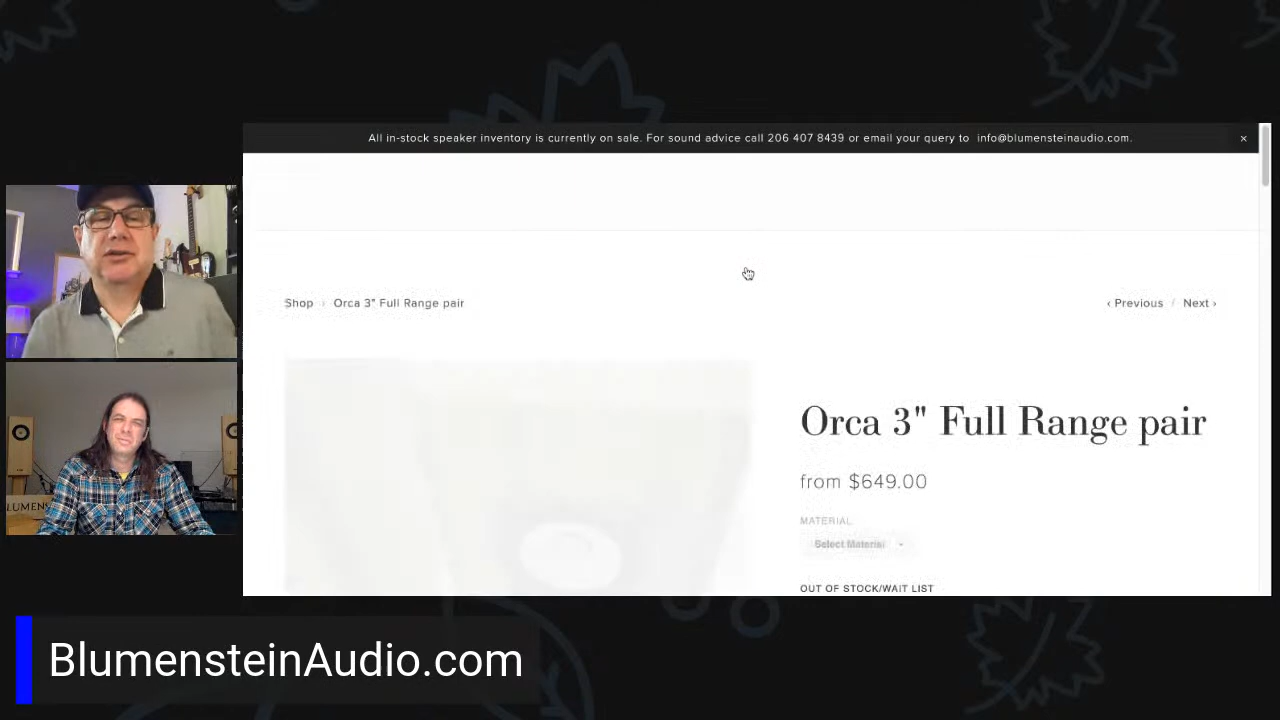 All in-stock speaker inventory is currently on sale. For sound advice call 206 407 8439 or email your query to info@blumensteinaudio.com. ×
Shop › Orca 3" Full Range pair
‹ Previous / Next ›
Orca 3" Full Range pair
from $649.00
MATERIAL:
Select Material
OUT OF STOCK/WAIT LIST
BLUMENS
BlumensteinAudio.com